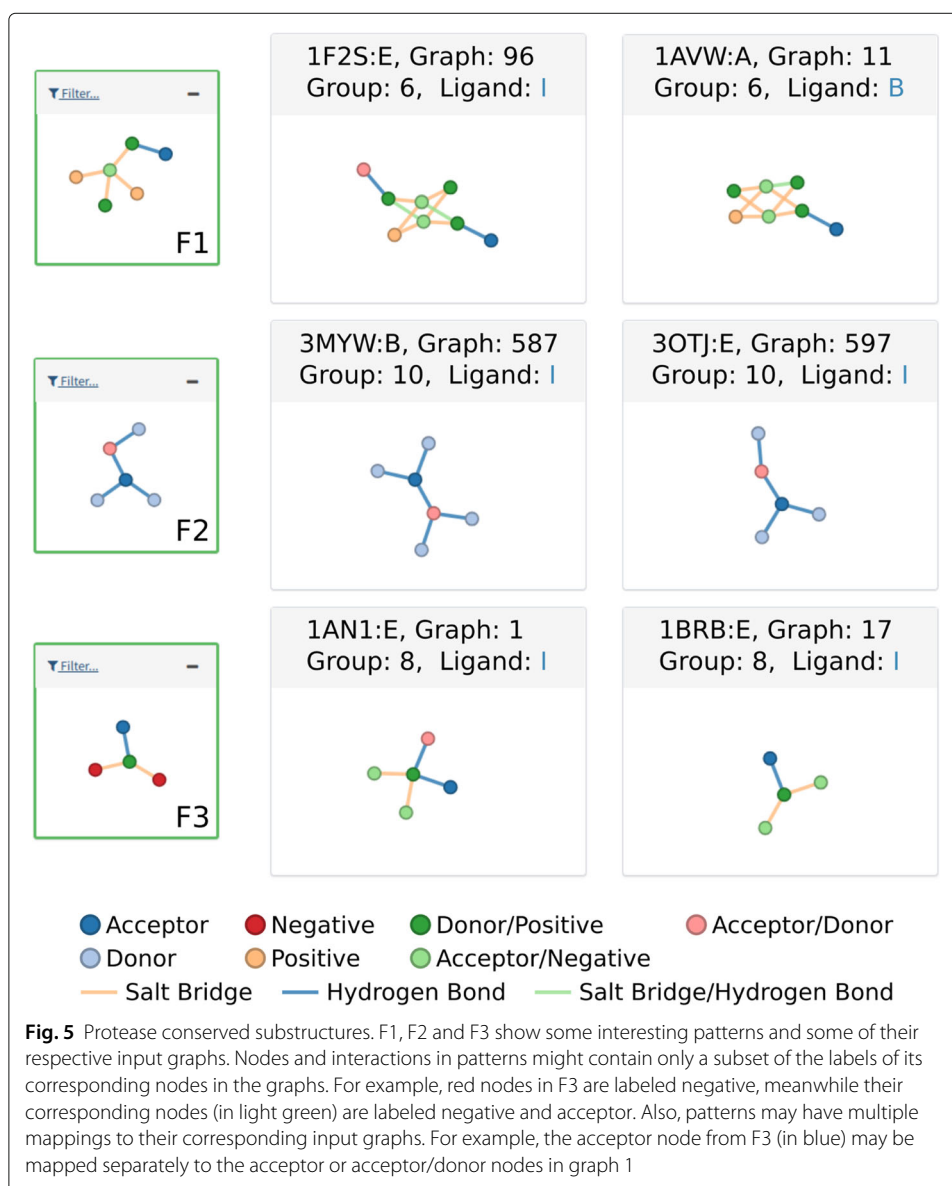 Filter...
F1
1F2S:E, Graph: 96
Group: 6, Ligand: I
1AVW:A, Graph: 11
Group: 6, Ligand: B
Filter...
F2
3MYW:B, Graph: 587
Group: 10, Ligand: I
3OTJ:E, Graph: 597
Group: 10, Ligand: I
Filter...
F3
1AN1:E, Graph: 1
Group: 8, Ligand: I
1BRB:E, Graph: 17
Group: 8, Ligand: I
Acceptor Negative Donor/Positive Acceptor/Donor
Donor Positive Acceptor/Negative
Salt Bridge Hydrogen Bond Salt Bridge/Hydrogen Bond
Fig. 5 Protease conserved substructures. F1, F2 and F3 show some interesting patterns and some of their
respective input graphs. Nodes and interactions in patterns might contain only a subset of the labels of its
corresponding nodes in the graphs. For example, red nodes in F3 are labeled negative, meanwhile their
corresponding nodes (in light green) are labeled negative and acceptor. Also, patterns may have multiple
mappings to their corresponding input graphs. For example, the acceptor node from F3 (in blue) may be
mapped separately to the acceptor or acceptor/donor nodes in graph 1